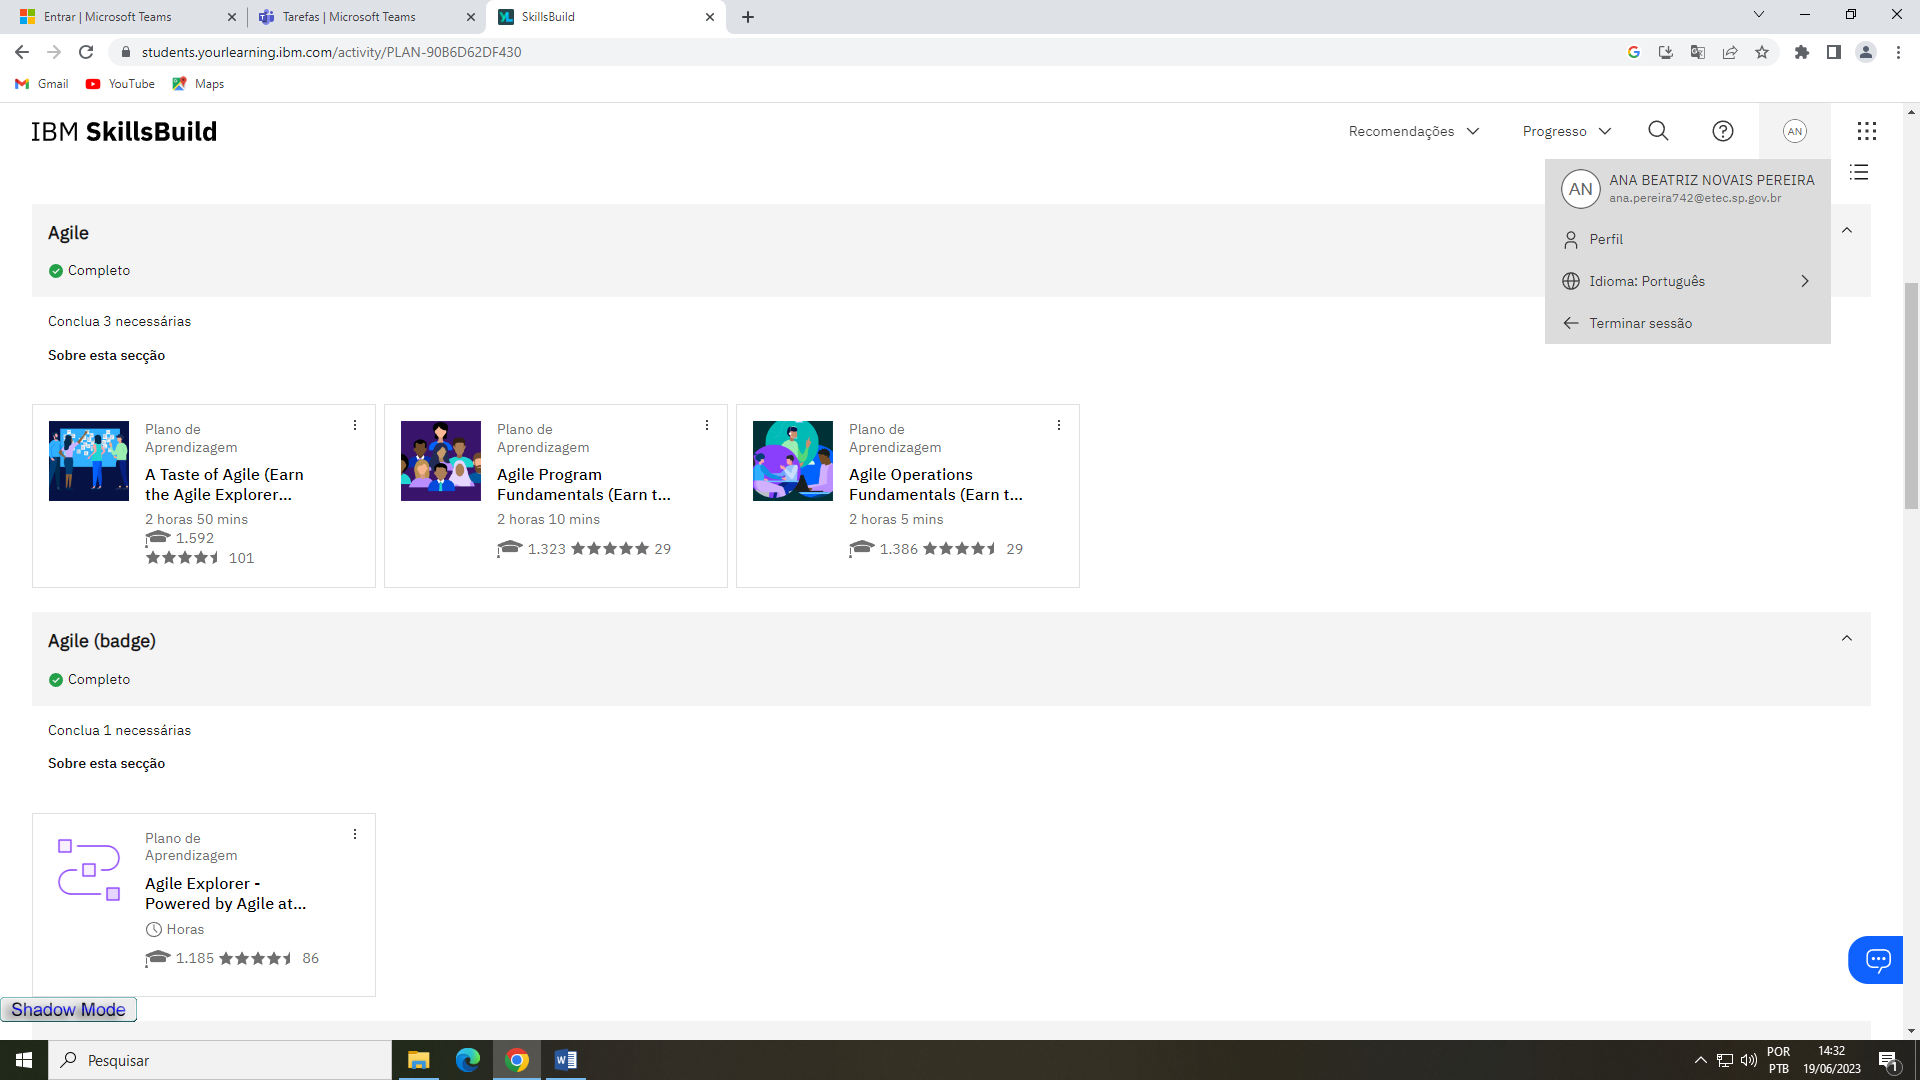 Entrar | Microsoft Teams
Tarefas | Microsoft Teams
SkillsBuild
students.yourlearning.ibm.com/activity/PLAN-90B6D62DF430
Gmail
YouTube
Maps
IBM SkillsBuild
Recomendações
Progresso
AN
AN
ANA BEATRIZ NOVAIS PEREIRA
ana.pereira742@etec.sp.gov.br
Perfil
Idioma: Português
Terminar sessão
Agile
Completo
Conclua 3 necessárias
Sobre esta secção
Plano de
Aprendizagem
A Taste of Agile (Earn
the Agile Explorer...
2 horas 50 mins
1.592
101
Plano de
Aprendizagem
Agile Program
Fundamentals (Earn t...
2 horas 10 mins
1.323 29
Plano de
Aprendizagem
Agile Operations
Fundamentals (Earn t...
2 horas 5 mins
1.386 29
Agile (badge)
Completo
Conclua 1 necessárias
Sobre esta secção
Plano de
Aprendizagem
Agile Explorer -
Powered by Agile at...
Horas
1.185 86
Shadow Mode
Pesquisar
POR
PTB
14:32
19/06/2023
1